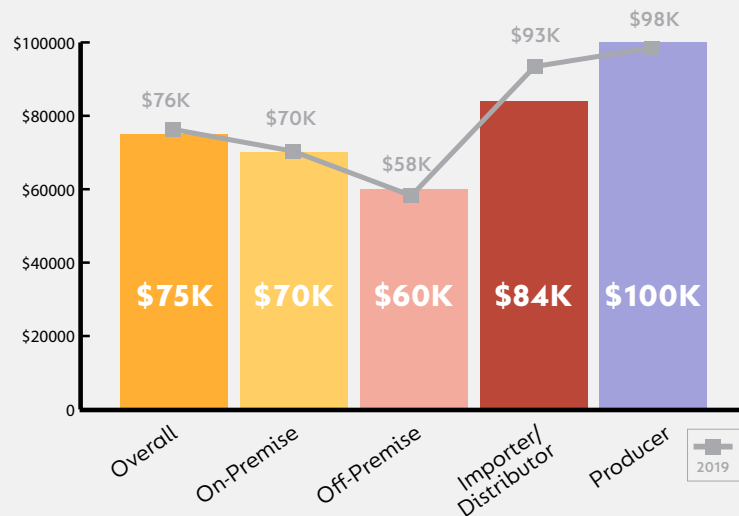 $98K
$93K
$100000
$76K
$80000
$70K
$58K
$60000
$40000
$75K
$70K
$60K
$84K
$100K
$20000
0
Overall
On-Premise
Off-Premise
Importer/
Distributor
Producer
2019